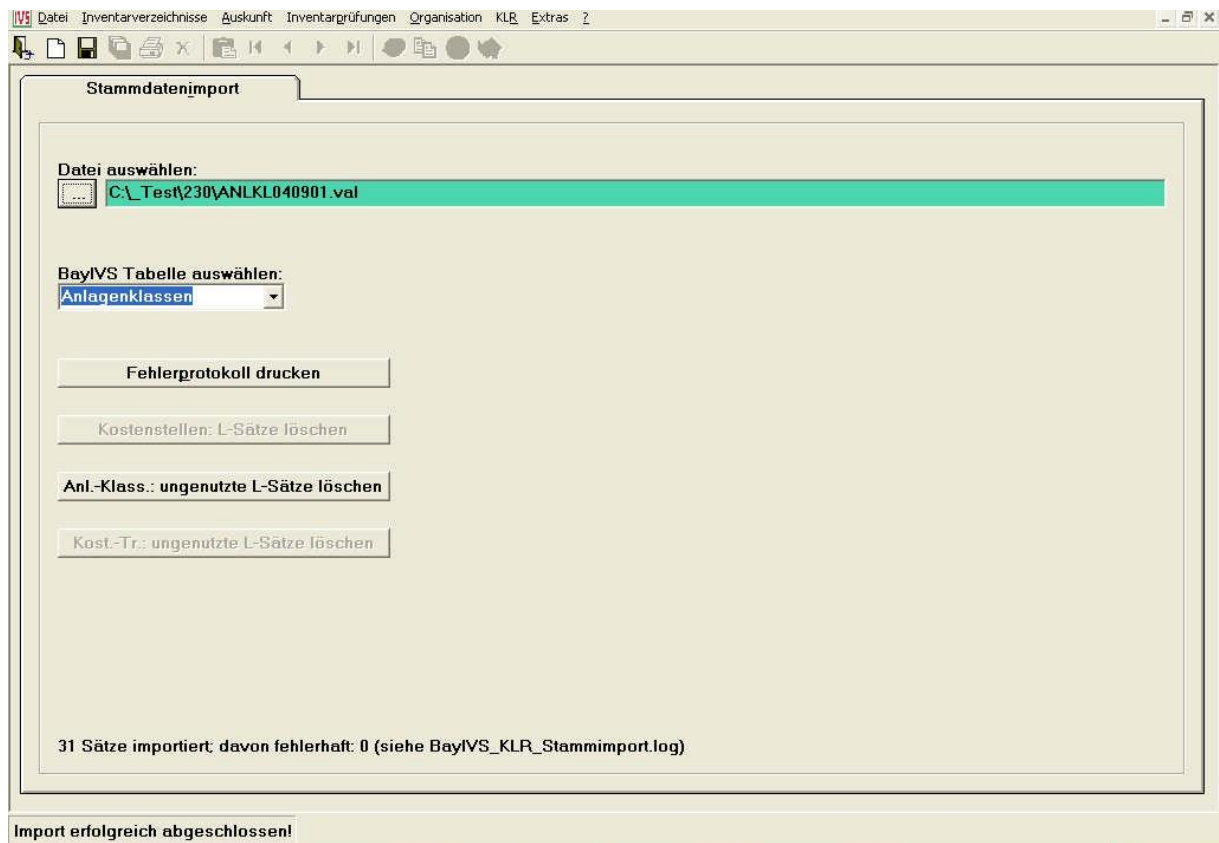 IVS Datei Inventarverzeichnisse Auskunft Inventarprüfungen Organisation KLR Extras ?
Stammdatenimport
Datei auswählen:
... C:\_Test\230\ANLKL040901.val
BayIVS Tabelle auswählen:
Anlagenklassen
Fehlerprotokoll drucken
Kostenstellen: L-Sätze löschen
Anl.-Klass.: ungenutzte L-Sätze löschen
Kost.-Tr.: ungenutzte L-Sätze löschen
31 Sätze importiert; davon fehlerhaft: 0 (siehe BayIVS_KLR_Stammimport.log)
Import erfolgreich abgeschlossen!